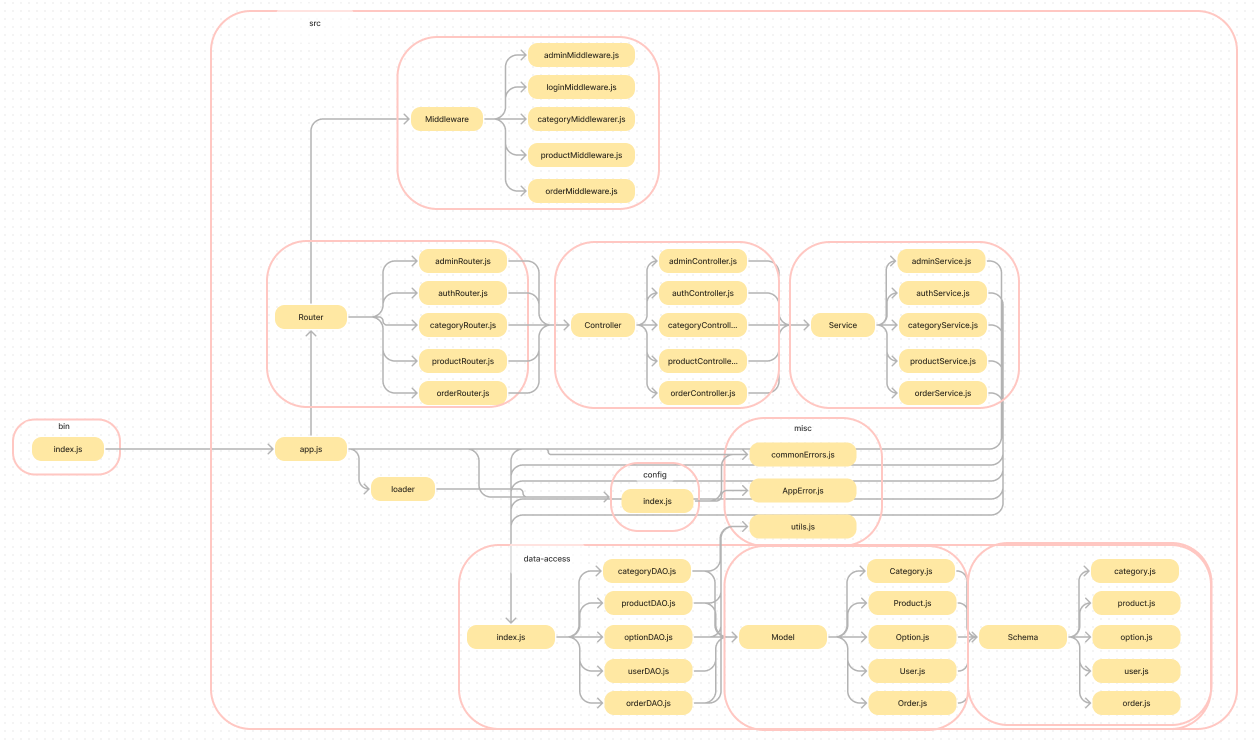 src
adminMiddleware.js
loginMiddleware.js
Middleware
categoryMiddlewarer.js
productMiddleware.js
orderMiddleware.js
Router
adminRouter.js
authRouter.js
categoryRouter.js
productRouter.js
orderRouter.js
Controller
adminController.js
authController.js
categoryControll...
productControlle...
orderController.js
Service
adminService.js
authService.js
categoryService.js
productService.js
orderService.js
bin
index.js
app.js
loader
config
index.js
misc
commonErrors.js
AppError.js
utils.js
data-access
index.js
categoryDAO.js
productDAO.js
optionDAO.js
userDAO.js
orderDAO.js
Model
Category.js
Product.js
Option.js
User.js
Order.js
Schema
category.js
product.js
option.js
user.js
order.js